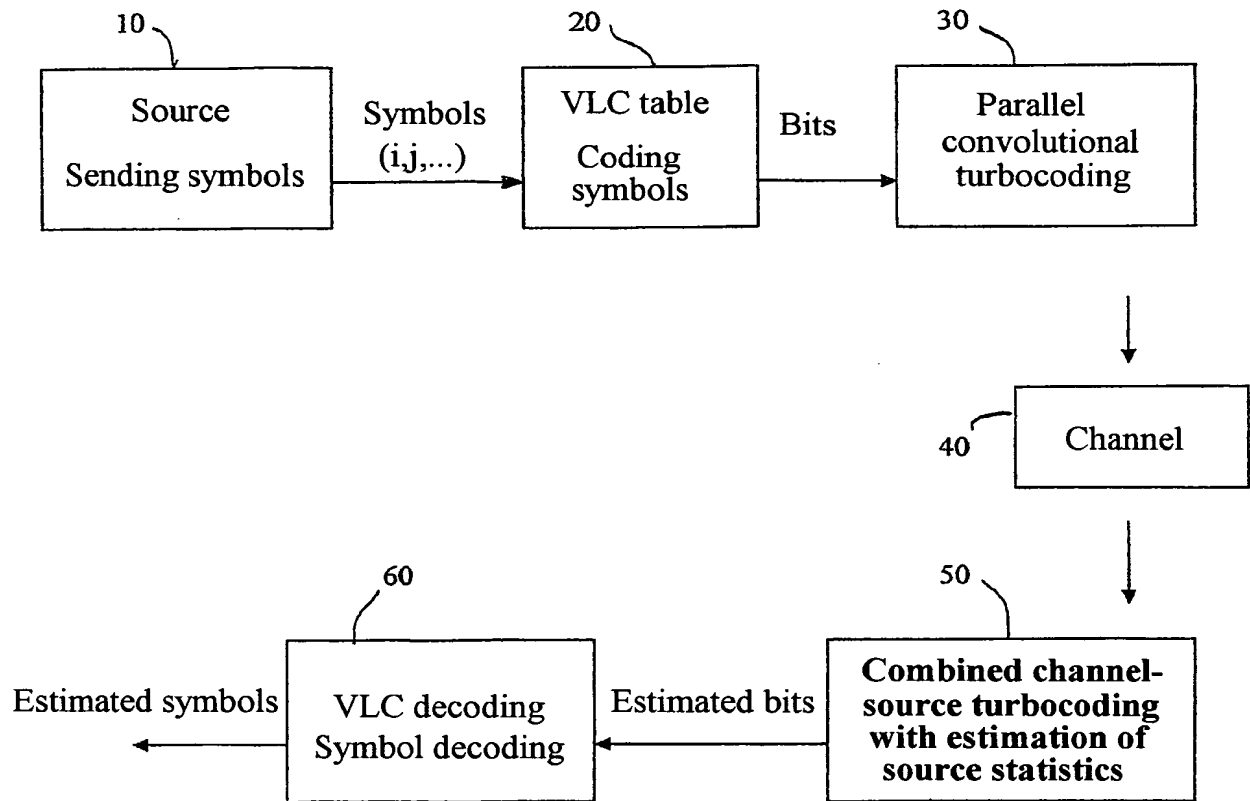 10
20
30
Source
Sending symbols
Symbols
(i,j,...)
VLC table
Coding
symbols
Bits
Parallel
convolutional
turbocoding
40
Channel
60
50
Estimated symbols
VLC decoding
Symbol decoding
Estimated bits
Combined channel-
source turbocoding
with estimation of
source statistics